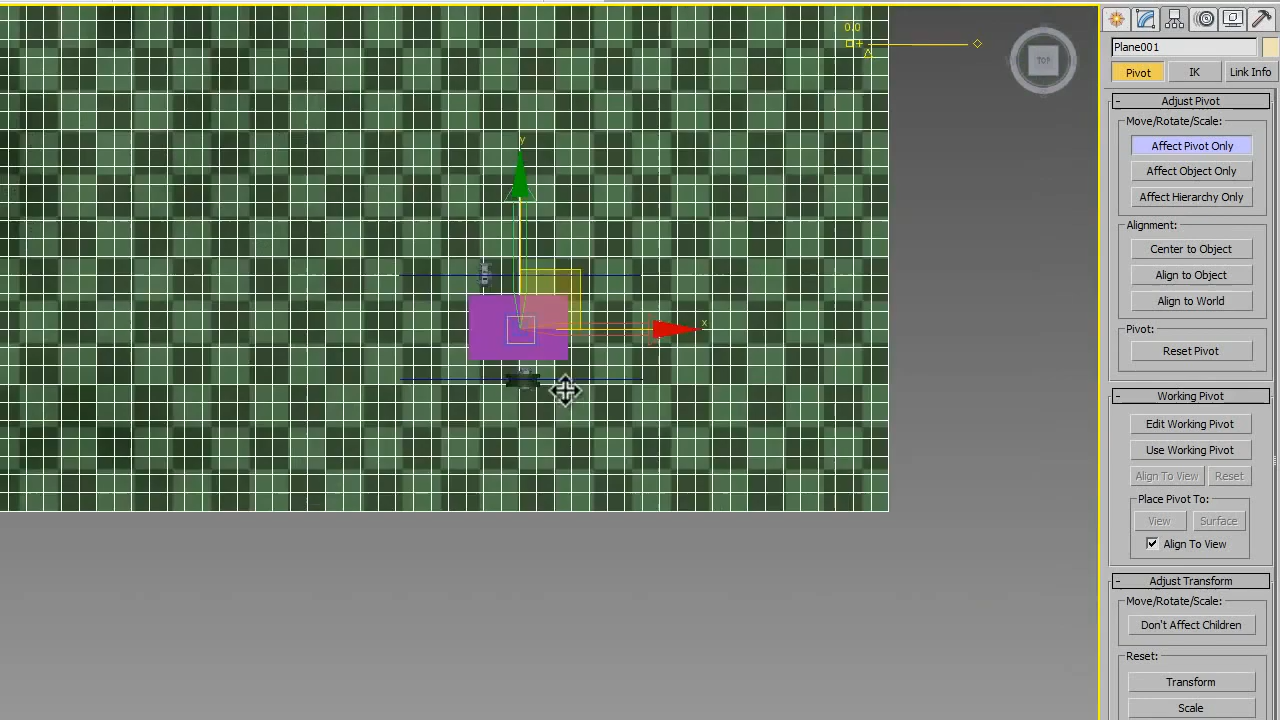 0.0
TOP
y
x
Plane001
Pivot IK Link Info
- Adjust Pivot
Move/Rotate/Scale:
Affect Pivot Only
Affect Object Only
Affect Hierarchy Only
Alignment:
Center to Object
Align to Object
Align to World
Pivot:
Reset Pivot
- Working Pivot
Edit Working Pivot
Use Working Pivot
Align To View Reset
Place Pivot To:
View Surface
Align To View
- Adjust Transform
Move/Rotate/Scale:
Don't Affect Children
Reset:
Transform
Scale